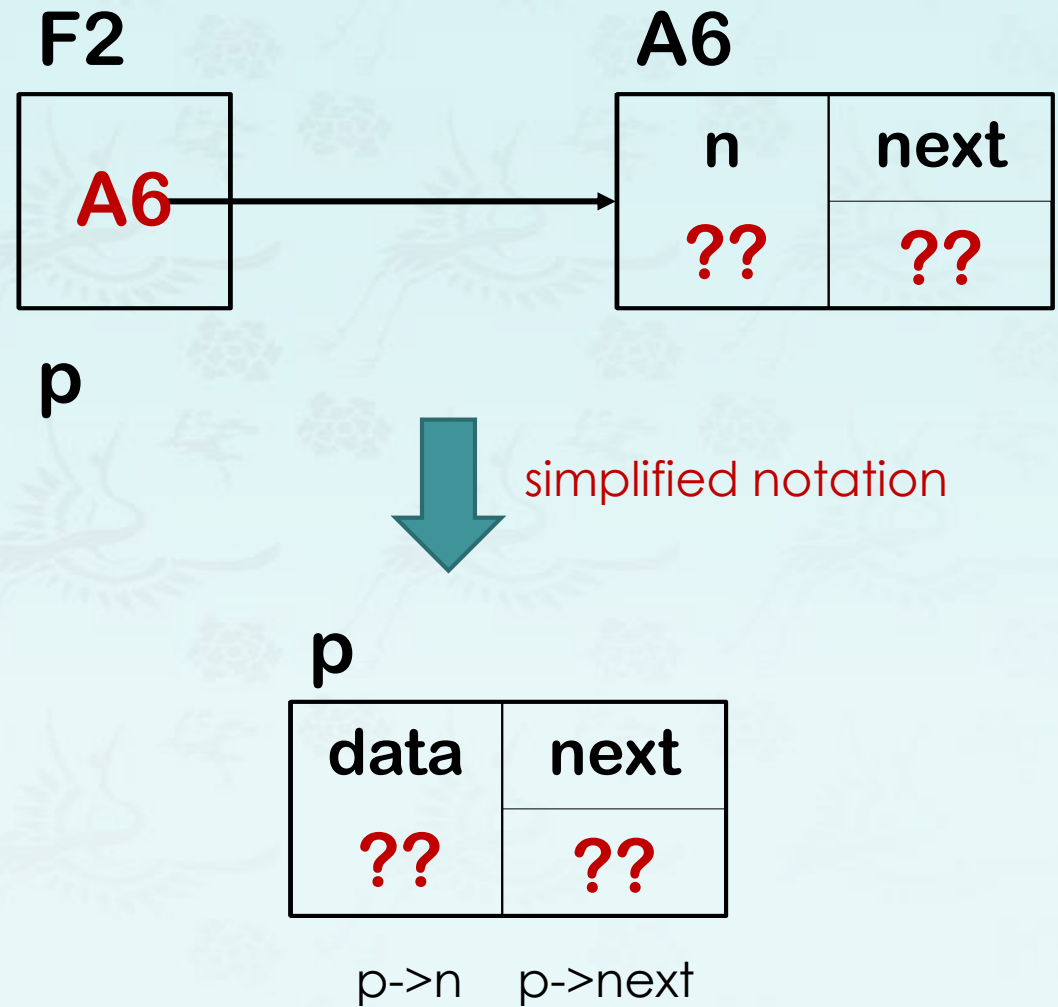 F2 A6
n next
A6
?? ??
p
simplified notation
p
data next
?? ??
p->n p->next